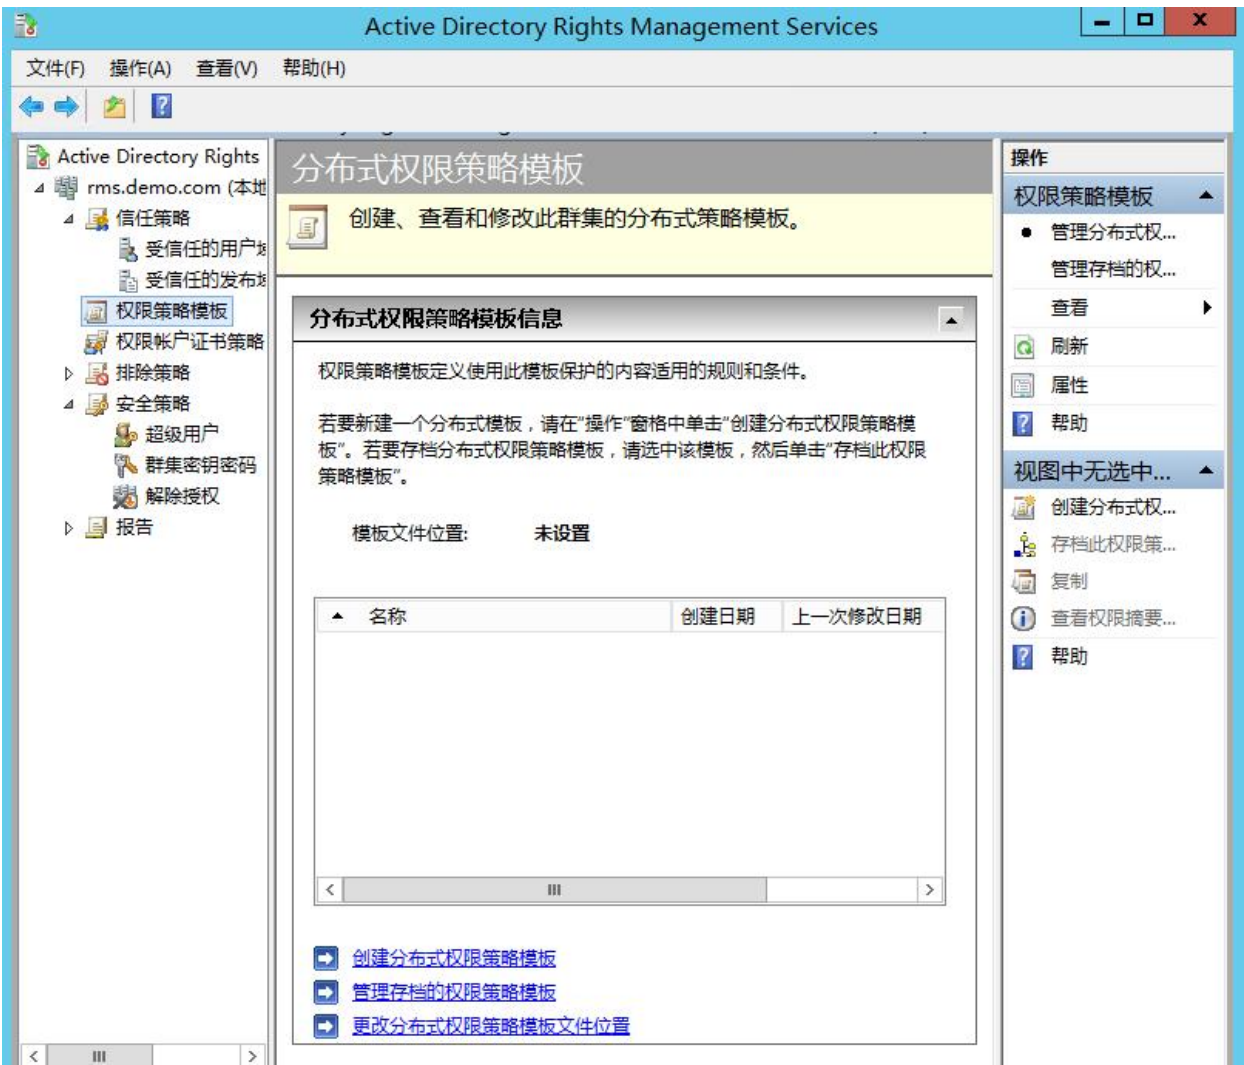 Active Directory Rights Management Services
文件(F) 操作(A) 查看(V) 帮助(H)
Active Directory Rights
rms.demo.com (本地
信任策略
受信任的用户域
受信任的发布域
权限策略模板
权限帐户证书策略
排除策略
安全策略
超级用户
群集密钥密码
解除授权
报告
分布式权限策略模板
创建、查看和修改此群集的分布式策略模板。
分布式权限策略模板信息
权限策略模板定义使用此模板保护的内容适用的规则和条件。
若要新建一个分布式模板，请在"操作"窗格中单击"创建分布式权限策略模
板"。若要存档分布式权限策略模板，请选中该模板，然后单击"存档此权限
策略模板"。
模板文件位置: 未设置
名称 创建日期 上一次修改日期
创建分布式权限策略模板
管理存档的权限策略模板
更改分布式权限策略模板文件位置
操作
权限策略模板
管理分布式权...
管理存档的权...
查看
刷新
属性
帮助
视图中无选中...
创建分布式权...
存档此权限策...
复制
查看权限摘要...
帮助